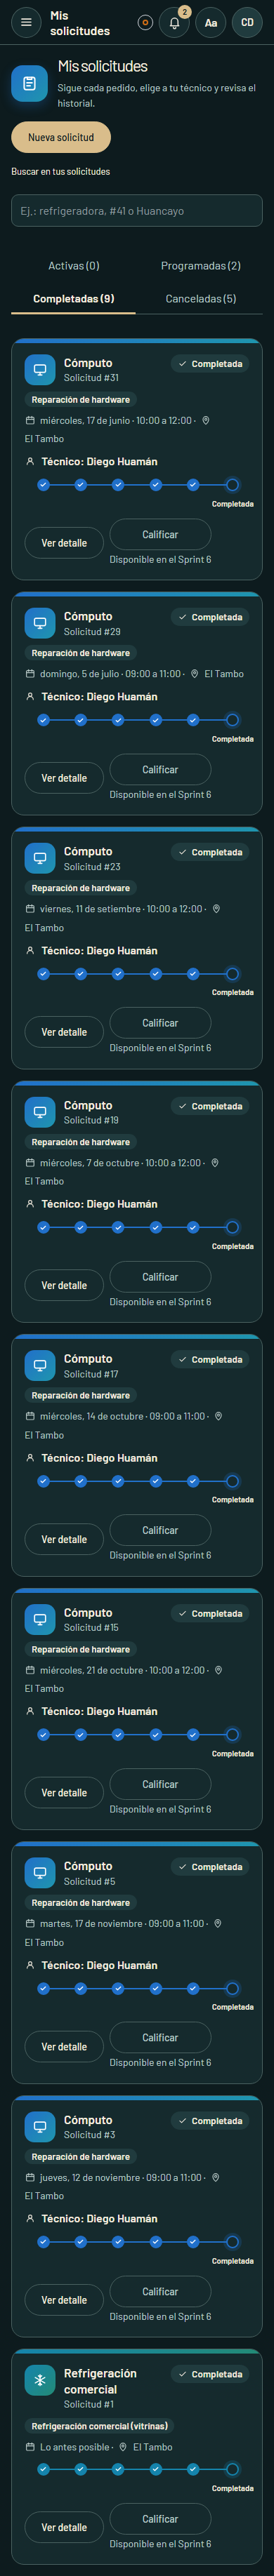 Mis solicitudes
2
Aa
CD
Mis solicitudes
Sigue cada pedido, elige a tu técnico y revisa el
historial.
Nueva solicitud
Buscar en tus solicitudes
Ej.: refrigeradora, #41 o Huancayo
Activas (0)
Programadas (2)
Completadas (9)
Canceladas (5)
Cómputo
Completada
Solicitud #31
Reparación de hardware
miércoles, 17 de junio · 10:00 a 12:00 ·
El Tambo
Técnico: Diego Huamán
Completada
Ver detalle
Calificar
Disponible en el Sprint 6
Cómputo
Completada
Solicitud #29
Reparación de hardware
domingo, 5 de julio · 09:00 a 11:00 · El Tambo
Técnico: Diego Huamán
Completada
Ver detalle
Calificar
Disponible en el Sprint 6
Cómputo
Completada
Solicitud #23
Reparación de hardware
viernes, 11 de setiembre · 10:00 a 12:00 ·
El Tambo
Técnico: Diego Huamán
Completada
Ver detalle
Calificar
Disponible en el Sprint 6
Cómputo
Completada
Solicitud #19
Reparación de hardware
miércoles, 7 de octubre · 10:00 a 12:00 ·
El Tambo
Técnico: Diego Huamán
Completada
Ver detalle
Calificar
Disponible en el Sprint 6
Cómputo
Completada
Solicitud #17
Reparación de hardware
miércoles, 14 de octubre · 09:00 a 11:00 ·
El Tambo
Técnico: Diego Huamán
Completada
Ver detalle
Calificar
Disponible en el Sprint 6
Cómputo
Completada
Solicitud #15
Reparación de hardware
miércoles, 21 de octubre · 10:00 a 12:00 ·
El Tambo
Técnico: Diego Huamán
Completada
Ver detalle
Calificar
Disponible en el Sprint 6
Cómputo
Completada
Solicitud #5
Reparación de hardware
martes, 17 de noviembre · 09:00 a 11:00 ·
El Tambo
Técnico: Diego Huamán
Completada
Ver detalle
Calificar
Disponible en el Sprint 6
Cómputo
Completada
Solicitud #3
Reparación de hardware
jueves, 12 de noviembre · 09:00 a 11:00 ·
El Tambo
Técnico: Diego Huamán
Completada
Ver detalle
Calificar
Disponible en el Sprint 6
Refrigeración
comercial
Completada
Solicitud #1
Refrigeración comercial (vitrinas)
Lo antes posible · El Tambo
Completada
Ver detalle
Calificar
Disponible en el Sprint 6